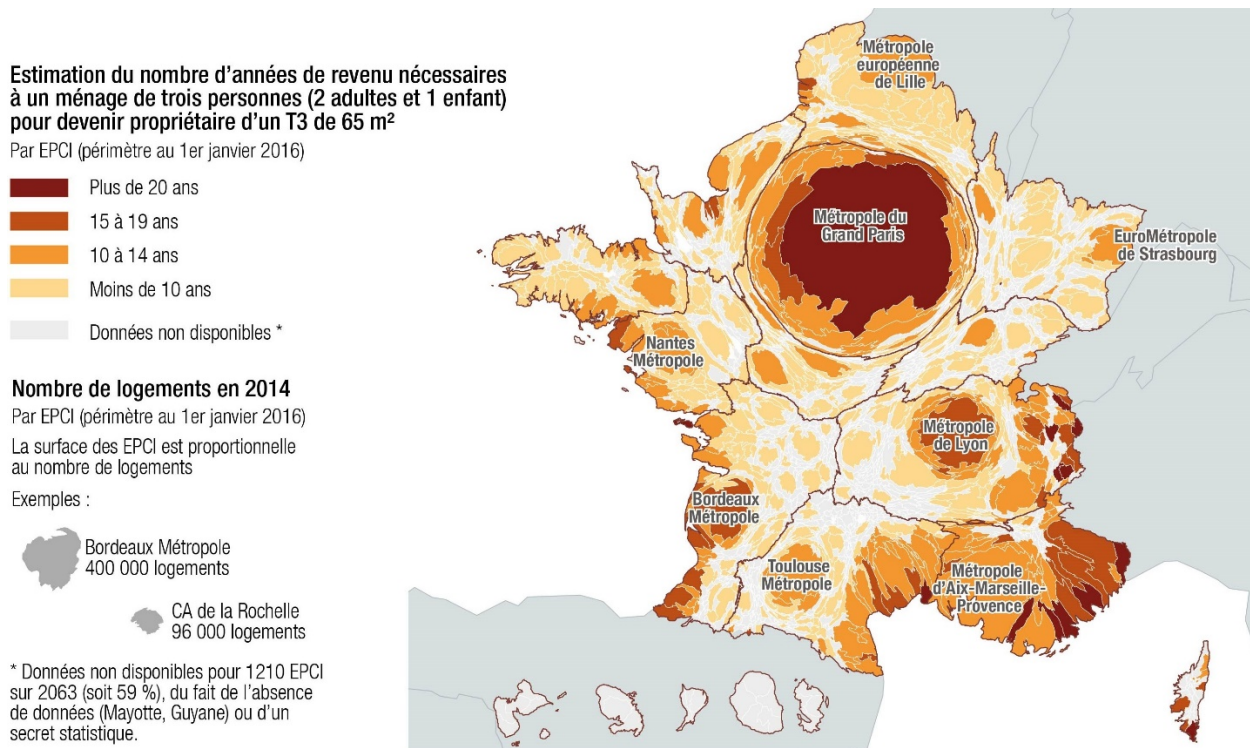 Estimation du nombre d'années de revenu nécessaires
à un ménage de trois personnes (2 adultes et 1 enfant)
pour devenir propriétaire d'un T3 de 65 m²
Par EPCI (périmètre au 1er janvier 2016)
Plus de 20 ans
15 à 19 ans
10 à 14 ans
Moins de 10 ans
Données non disponibles *
Nombre de logements en 2014
Par EPCI (périmètre au 1er janvier 2016)
La surface des EPCI est proportionnelle
au nombre de logements
Exemples :
Bordeaux Métropole
400 000 logements
CA de la Rochelle
96 000 logements
* Données non disponibles pour 1210 EPCI
sur 2063 (soit 59 %), du fait de l'absence
de données (Mayotte, Guyane) ou d'un
secret statistique.
Métropole
européenne
de Lille
Métropole du
Grand Paris
EuroMétropole
de Strasbourg
Nantes
Métropole
Métropole
de Lyon
Bordeaux
Métropole
Toulouse
Métropole
Métropole
d'Aix-Marseille-
Provence